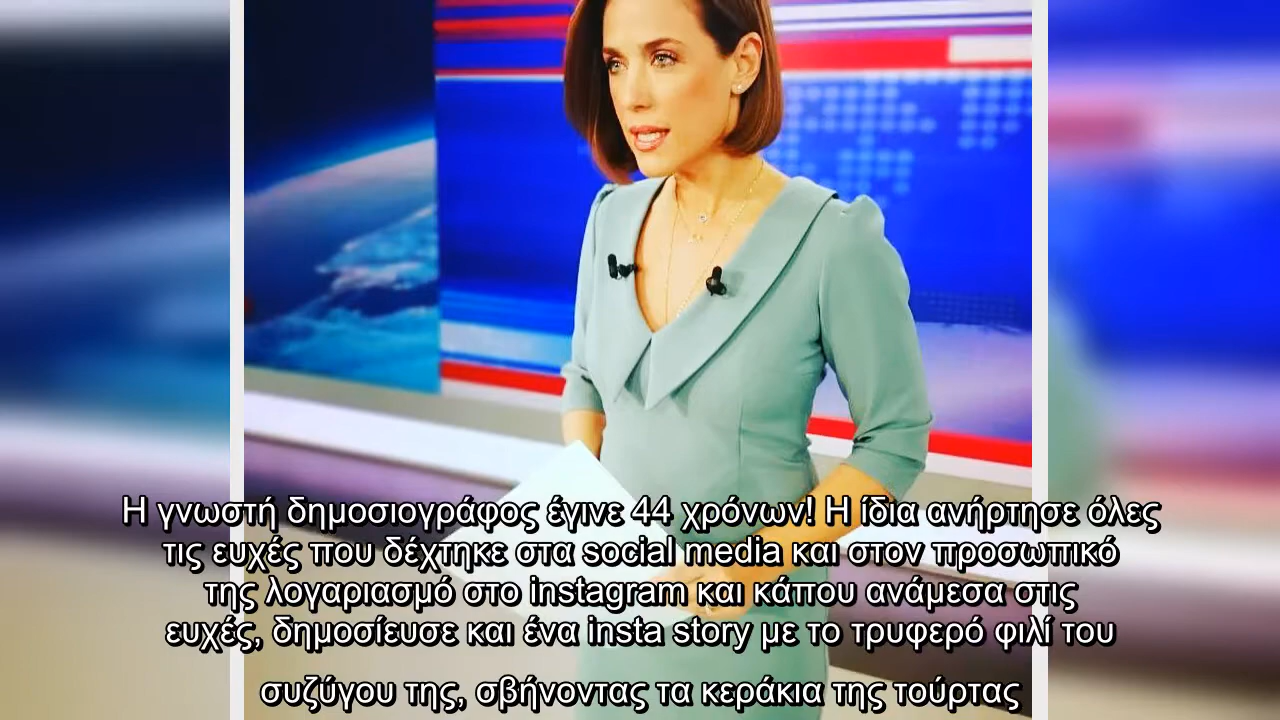 Η γνωστή δημοσιογράφος έγινε 44 χρόνων! Η ίδια ανήρτησε όλες
τις ευχές που δέχτηκε στα social media και στον προσωπικό
της λογαριασμό στο instagram και κάπου ανάμεσα στις
ευχές, δημοσίευσε και ένα insta story με το τρυφερό φιλί του
συζύγου της, σβήνοντας τα κεράκια της τούρτας